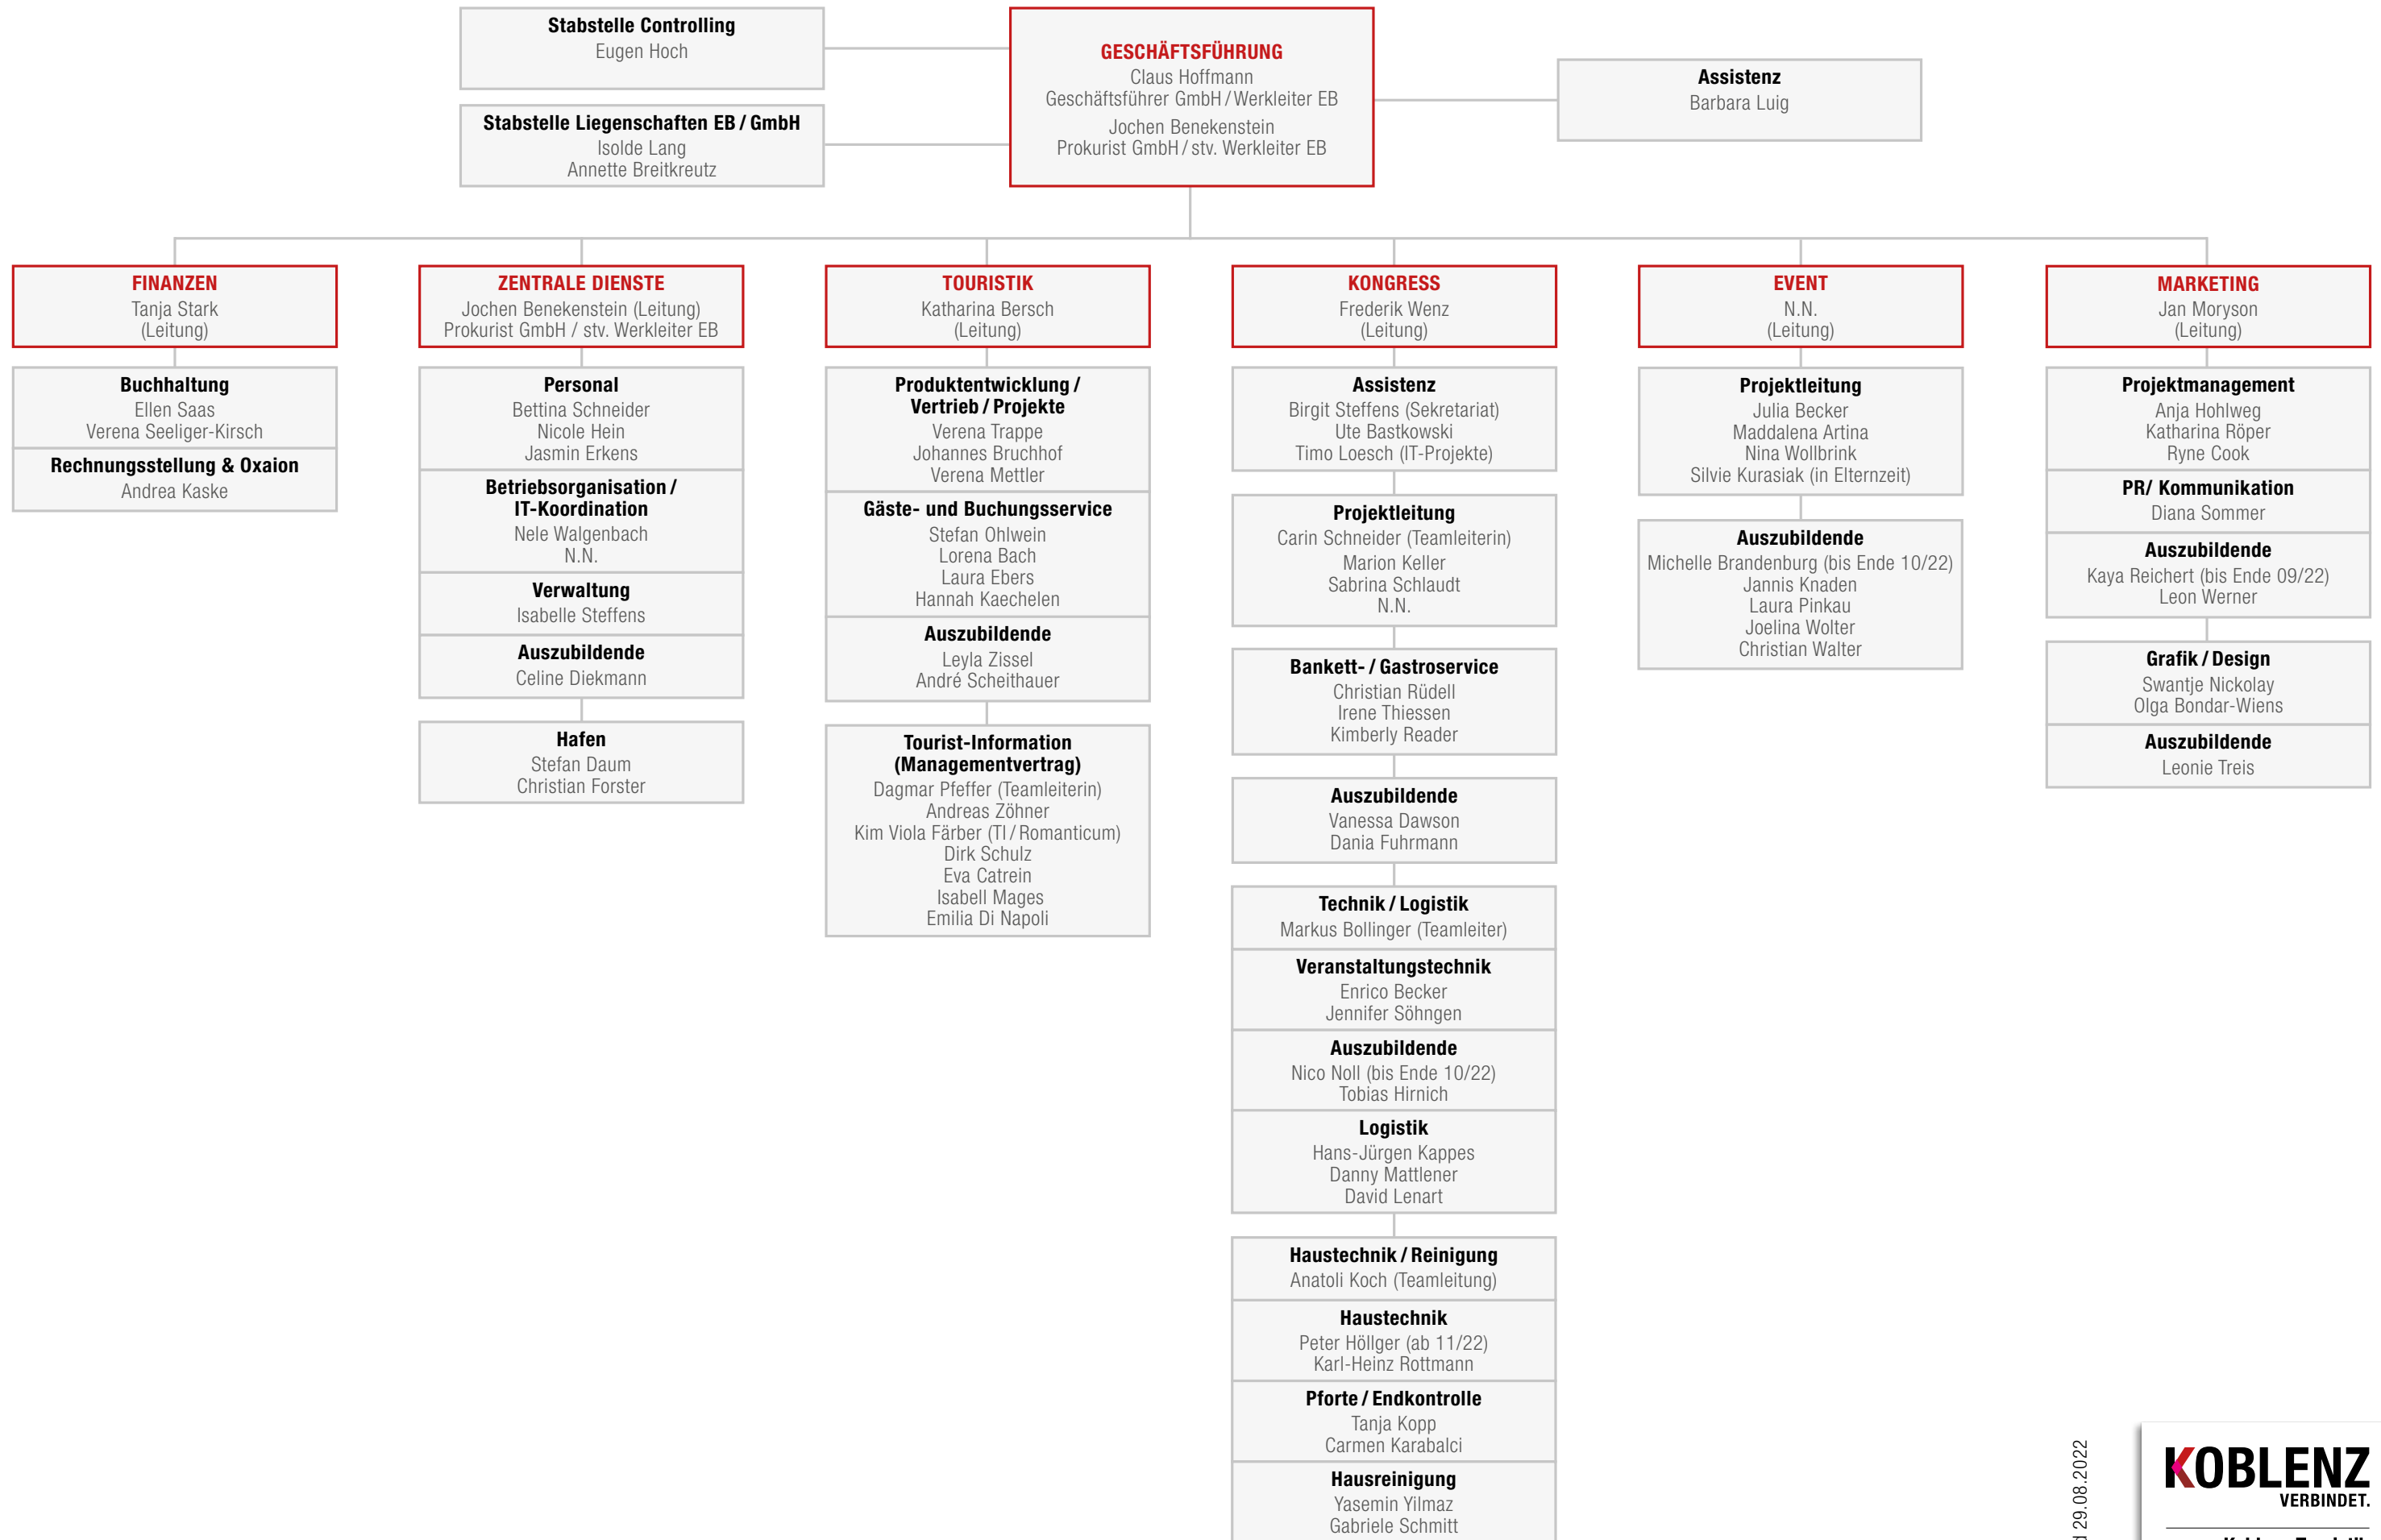 Stabstelle Controlling
Eugen Hoch
Stabstelle Liegenschaften EB / GmbH
Isolde Lang
Annette Breitkreutz
GESCHÄFTSFÜHRUNG
Claus Hoffmann
Geschäftsführer GmbH / Werkleiter EB
Jochen Benekenstein
Prokurist GmbH / stv. Werkleiter EB
Assistenz
Barbara Luig
FINANZEN
Tanja Stark
(Leitung)
Buchhaltung
Ellen Saas
Verena Seeliger-Kirsch
Rechnungsstellung & Oxaion
Andrea Kaske
ZENTRALE DIENSTE
Jochen Benekenstein (Leitung)
Prokurist GmbH / stv. Werkleiter EB
Personal
Bettina Schneider
Nicole Hein
Jasmin Erkens
Betriebsorganisation /
IT-Koordination
Nele Walgenbach
N.N.
Verwaltung
Isabelle Steffens
Auszubildende
Celine Diekmann
Hafen
Stefan Daum
Christian Forster
TOURISTIK
Katharina Bersch
(Leitung)
Produktentwicklung /
Vertrieb / Projekte
Verena Trappe
Johannes Bruchhof
Verena Mettler
Gäste- und Buchungsservice
Stefan Ohlwein
Lorena Bach
Laura Ebers
Hannah Kaechelen
Auszubildende
Leyla Zissel
André Scheithauer
Tourist-Information
(Managementvertrag)
Dagmar Pfeffer (Teamleiterin)
Andreas Zöhner
Kim Viola Färber (TI / Romanticum)
Dirk Schulz
Eva Catrein
Isabell Mages
Emilia Di Napoli
KONGRESS
Frederik Wenz
(Leitung)
Assistenz
Birgit Steffens (Sekretariat)
Ute Bastkowski
Timo Loesch (IT-Projekte)
Projektleitung
Carin Schneider (Teamleiterin)
Marion Keller
Sabrina Schlaudt
N.N.
Bankett- / Gastroservice
Christian Rüdell
Irene Thiessen
Kimberly Reader
Auszubildende
Vanessa Dawson
Dania Fuhrmann
Technik / Logistik
Markus Bollinger (Teamleiter)
Veranstaltungstechnik
Enrico Becker
Jennifer Söhngen
Auszubildende
Nico Noll (bis Ende 10/22)
Tobias Hirnich
Logistik
Hans-Jürgen Kappes
Danny Mattlener
David Lenart
Haustechnik / Reinigung
Anatoli Koch (Teamleitung)
Haustechnik
Peter Höllger (ab 11/22)
Karl-Heinz Rottmann
Pforte / Endkontrolle
Tanja Kopp
Carmen Karabalci
Hausreinigung
Yasemin Yilmaz
Gabriele Schmitt
EVENT
N.N.
(Leitung)
Projektleitung
Julia Becker
Maddalena Artina
Nina Wollbrink
Silvie Kurasiak (in Elternzeit)
Auszubildende
Michelle Brandenburg (bis Ende 10/22)
Jannis Knaden
Laura Pinkau
Joelina Wolter
Christian Walter
MARKETING
Jan Moryson
(Leitung)
Projektmanagement
Anja Hohlweg
Katharina Röper
Ryne Cook
PR/ Kommunikation
Diana Sommer
Auszubildende
Kaya Reichert (bis Ende 09/22)
Leon Werner
Grafik / Design
Swantje Nickolay
Olga Bondar-Wiens
Auszubildende
Leonie Treis
29.08.2022
KOBLENZ
VERBINDET.